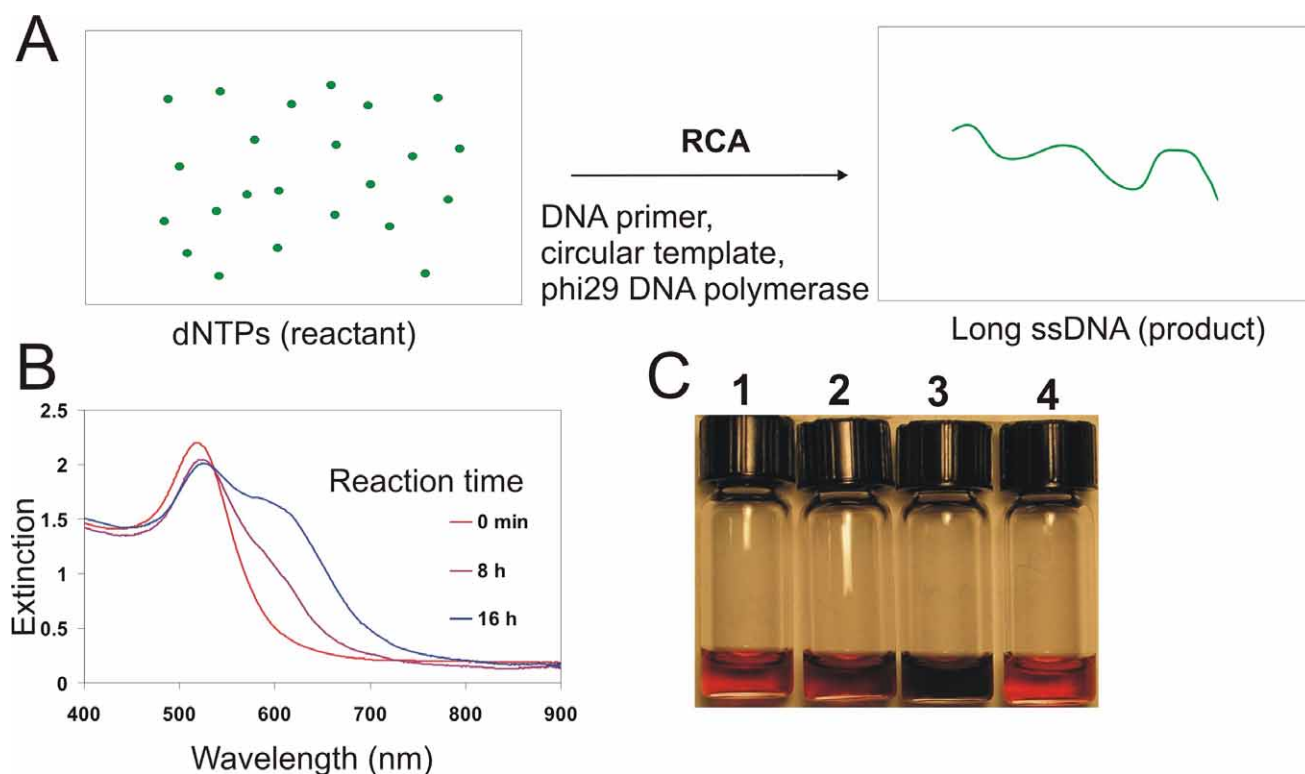 A
RCA
DNA primer,
circular template,
phi29 DNA polymerase
dNTPs (reactant)
Long ssDNA (product)
B
2.5
2
1.5
1
0.5
0
Extinction
Reaction time
0 min
8 h
16 h
400 500 600 700 800 900
Wavelength (nm)
C
1 2 3 4